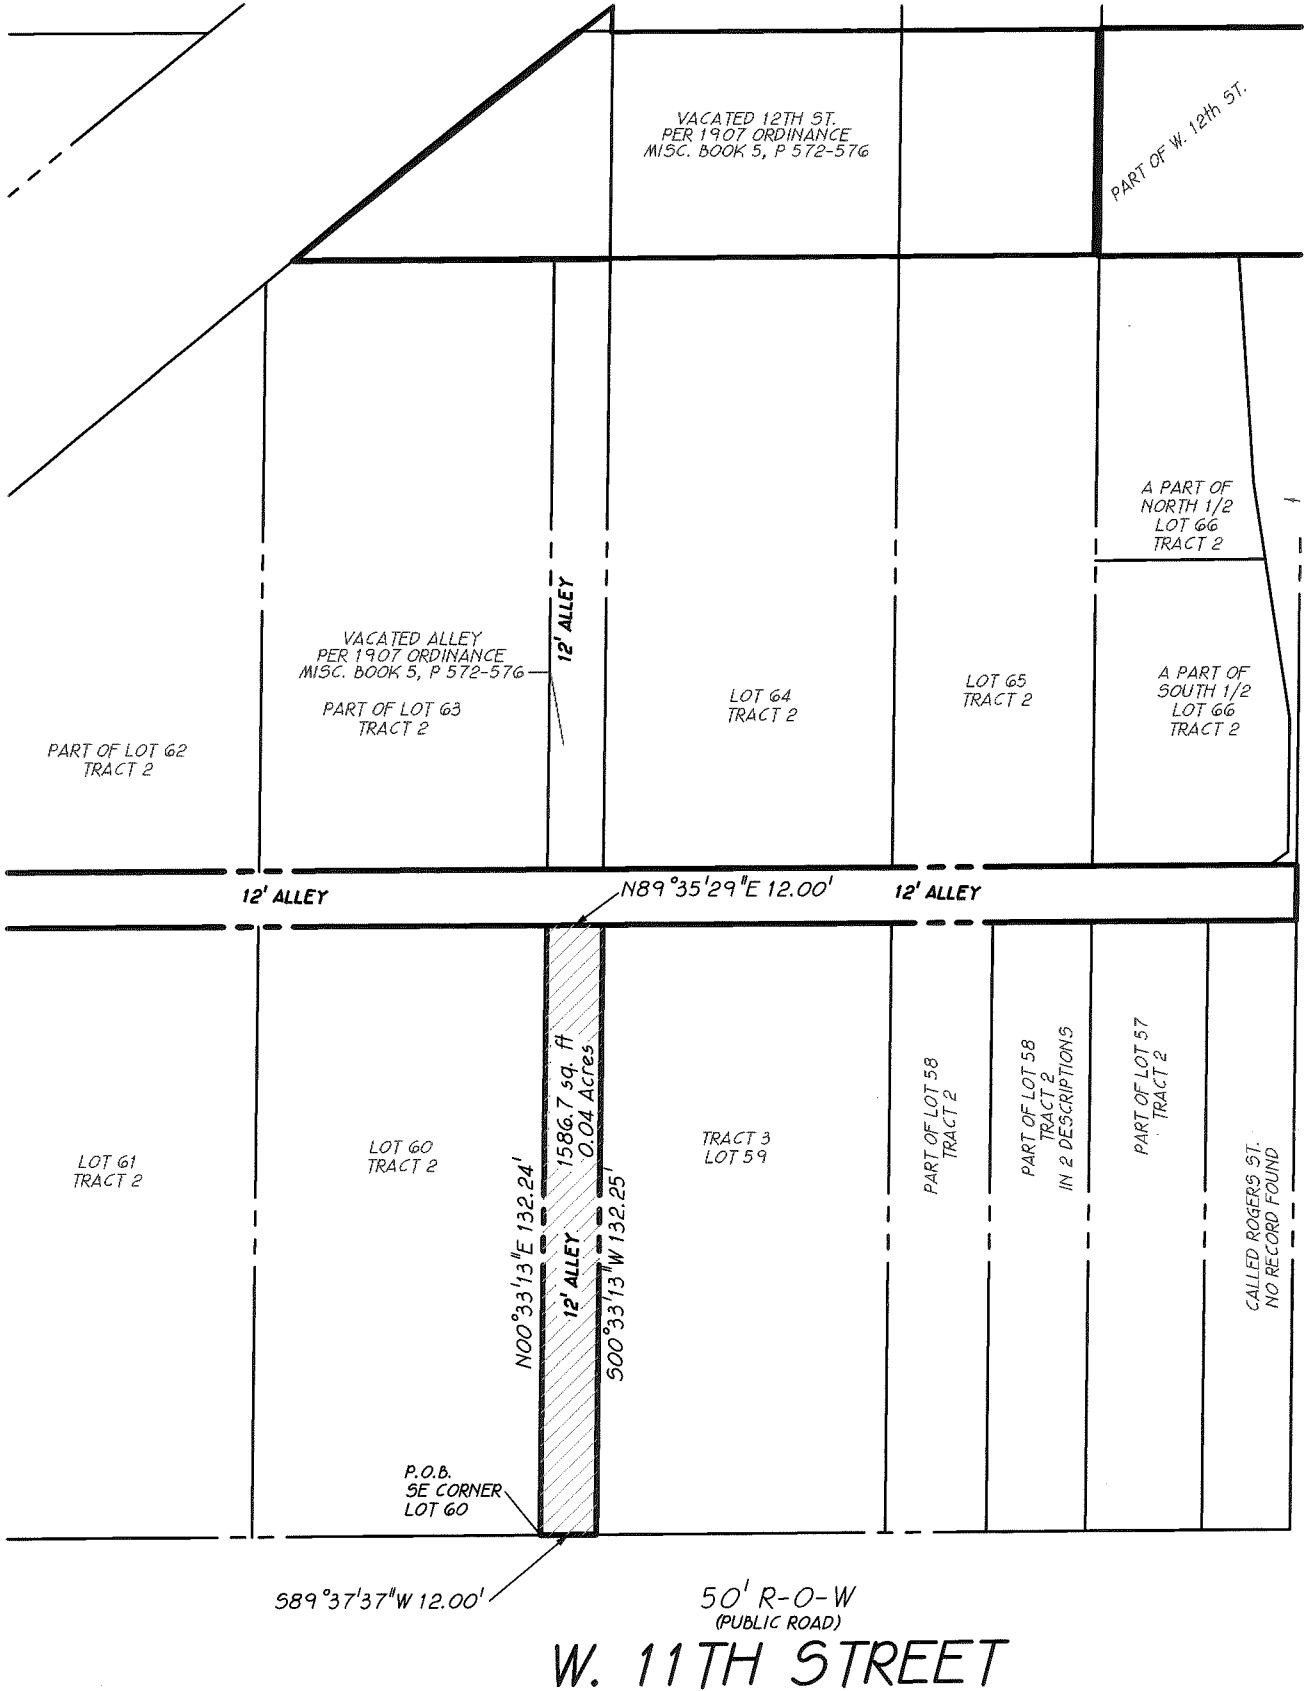 VACATED 12TH ST.
PER 1907 ORDINANCE
MISC. BOOK 5, P 572-576
PART OF W. 12th ST.
A PART OF
NORTH 1/2
LOT 66
TRACT 2
12' ALLEY
VACATED ALLEY
PER 1907 ORDINANCE
MISC. BOOK 5, P 572-576
PART OF LOT 63
TRACT 2
PART OF LOT 62
TRACT 2
LOT 64
TRACT 2
LOT 65
TRACT 2
A PART OF
SOUTH 1/2
LOT 66
TRACT 2
12' ALLEY
N89°35'29"E 12.00'
12' ALLEY
LOT 61
TRACT 2
LOT 60
TRACT 2
N00°33'13"E 132.24'
1586.7 sq. ft
0.04 Acres
12' ALLEY
S00°33'13"W 132.25'
TRACT 3
LOT 59
PART OF LOT 58
TRACT 2
PART OF LOT 58
TRACT 2
IN 2 DESCRIPTIONS
PART OF LOT 57
TRACT 2
CALLED ROGERS ST.
NO RECORD FOUND
P.O.B.
SE CORNER
LOT 60
S89°37'37"W 12.00'
50' R-O-W
(PUBLIC ROAD)
W. 11TH STREET